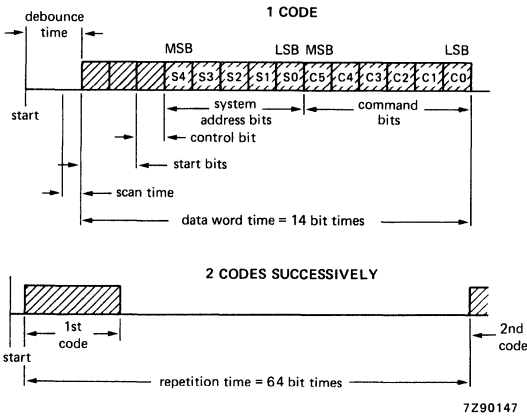 1 CODE
debounce
time
MSB
LSB
MSB
LSB
S4 S3 S2 S1 S0 C5 C4 C3 C2 C1 C0
start
system
address bits
command
bits
control bit
start bits
scan time
data word time = 14 bit times
2 CODES SUCCESSIVELY
1st
code
2nd
code
start
repetition time = 64 bit times
7Z90147